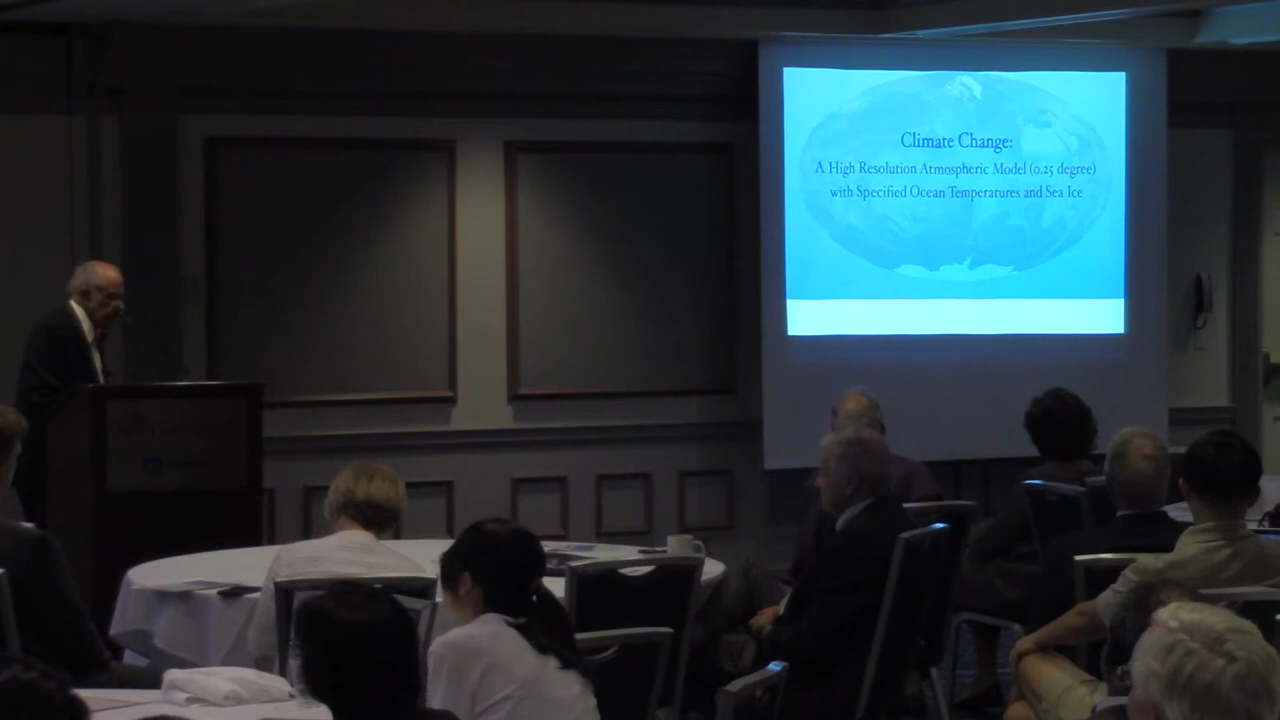 Climate Change:
A High Resolution Atmospheric Model (0.25 degree)
with Specified Ocean Temperatures and Sea Ice